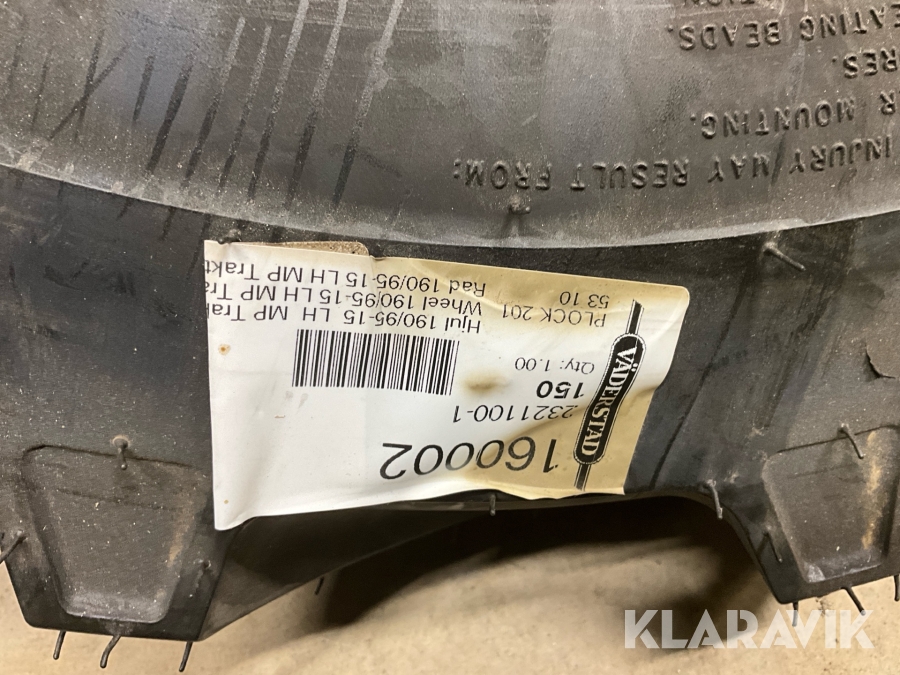 160002
2321100-1
150
Qty: 1.00
VÄDERSTAD
Hjul 190/95-15 LH MP Trak
Wheel 190/95-15 LH MP Tra
Rad 190/95-15 LH MP Trakt
PLOCK 201
53 10
INJURY MAY RESULT FROM:
MOUNTING.
EATING BEADS.
KLARAVIK